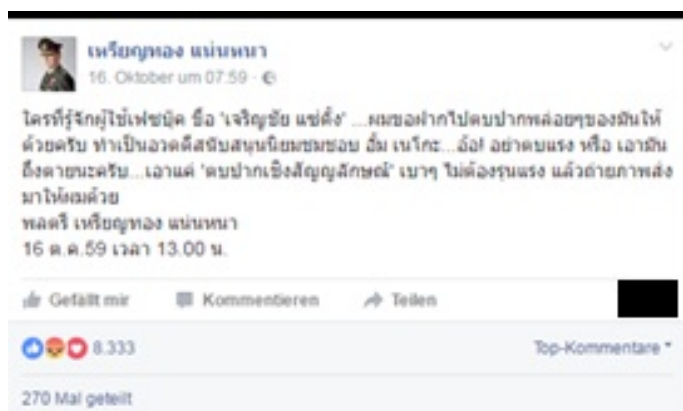 เหรียญทอง แน่นหนา
16. Oktober um 07:59 ·
ใครที่รู้จักผู้ใช้เฟซบุ๊ค ชื่อ 'เจริญชัย แซ่ตั้ง' ...ผมขอฝากไปตบปากพล่อยๆของมันให้
ด้วยครับ ทำเป็นอวดดีสนับสนุนนิยมชมชอบ อั้ม เนโกะ...อ้อ! อย่าตบแรง หรือ เอามัน
ถึงตายนะครับ...เอาแค่ 'ตบปากเชิงสัญญลักษณ์' เบาๆ ไม่ต้องรุนแรง แล้วถ่ายภาพส่ง
มาให้ผมด้วย
พลตรี เหรียญทอง แน่นหนา
16 ต.ค.59 เวลา 13.00 น.
Gefällt mir Kommentieren Teilen
8.333 Top-Kommentare
270 Mal geteilt